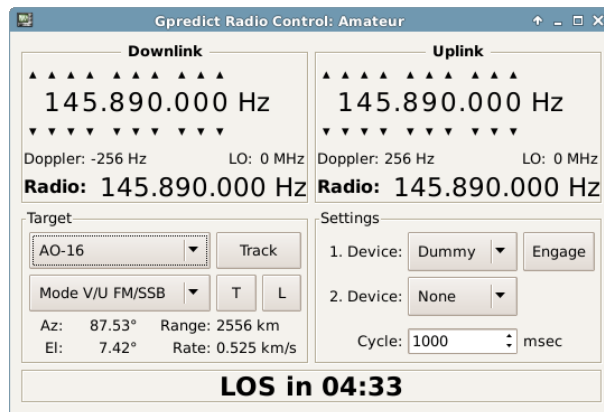 Gpredict Radio Control: Amateur
Downlink
145.890.000 Hz
Doppler: -256 Hz LO: 0 MHz
Radio: 145.890.000 Hz
Uplink
145.890.000 Hz
Doppler: 256 Hz LO: 0 MHz
Radio: 145.890.000 Hz
Target
AO-16 Track
Mode V/U FM/SSB T L
Az: 87.53° Range: 2556 km
El: 7.42° Rate: 0.525 km/s
Settings
1. Device: Dummy Engage
2. Device: None
Cycle: 1000 msec
LOS in 04:33